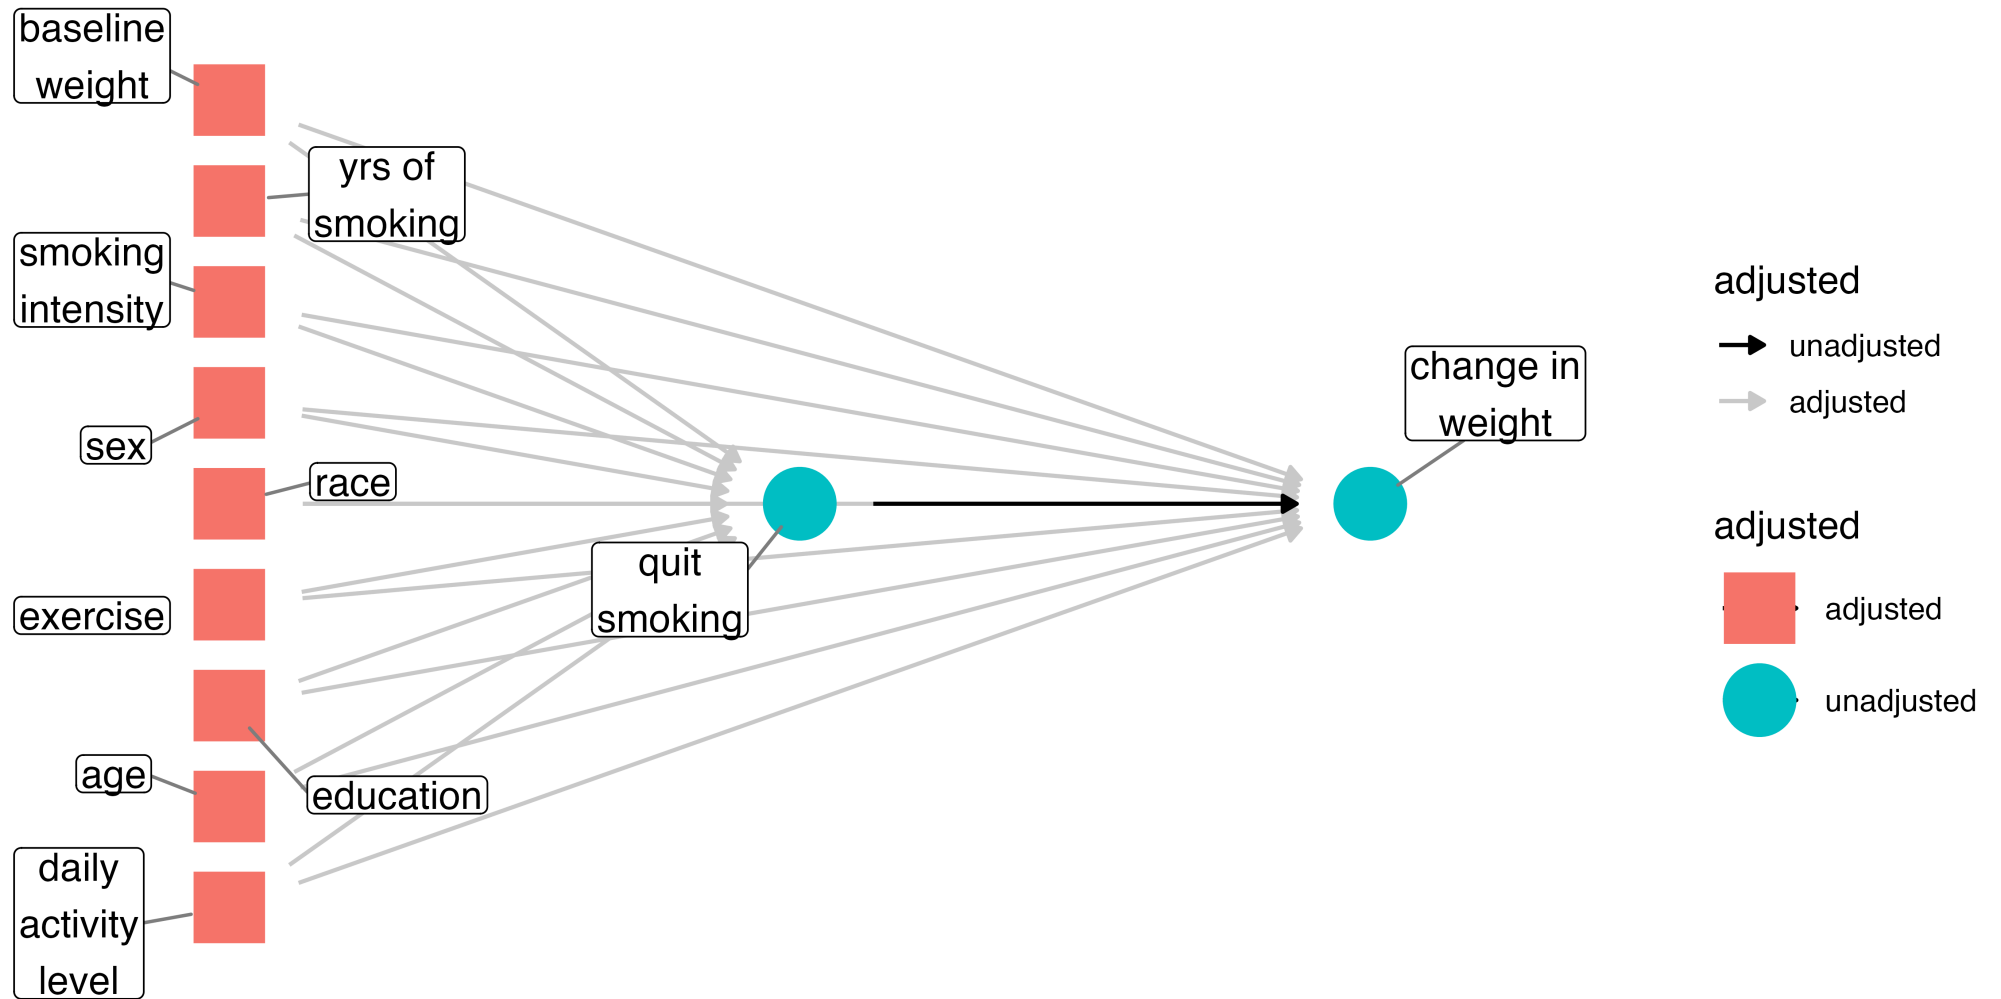 baseline
weight
yrs of
smoking
smoking
intensity
sex
race
exercise
age
education
daily
activity
level
quit
smoking
change in
weight
adjusted
unadjusted
adjusted
adjusted
adjusted
unadjusted